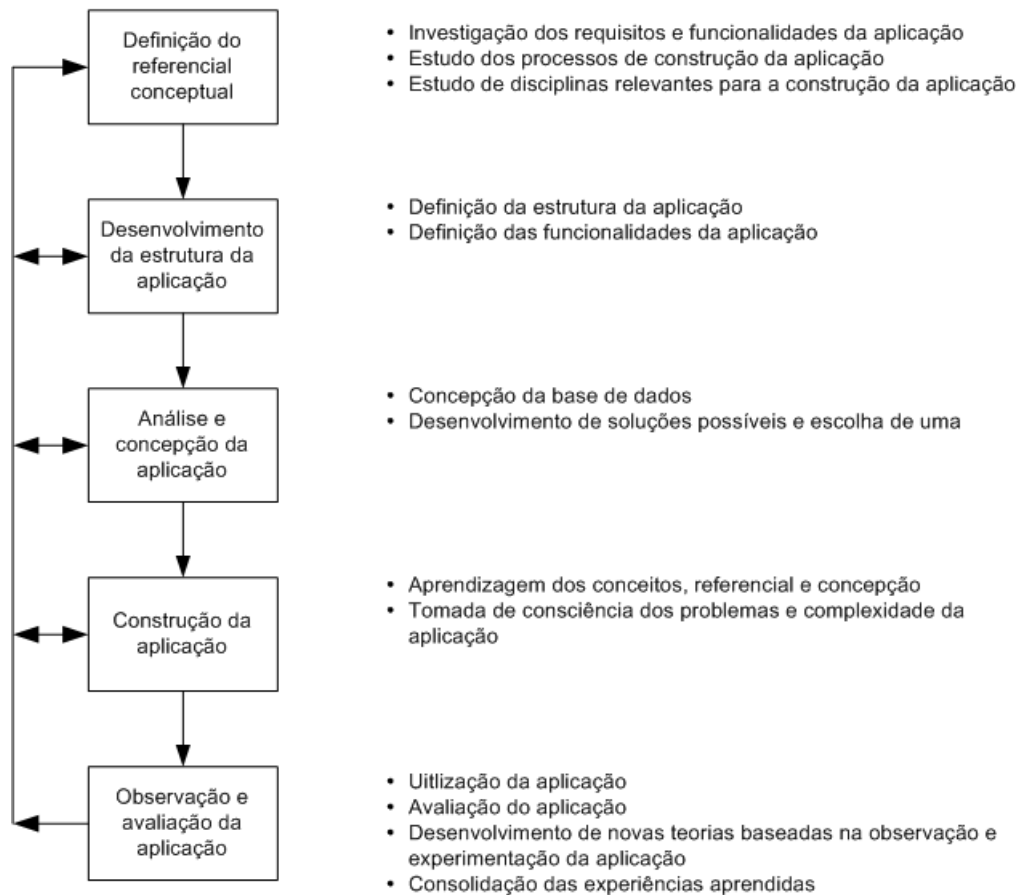 Definição do
referencial
conceptual
• Investigação dos requisitos e funcionalidades da aplicação
• Estudo dos processos de construção da aplicação
• Estudo de disciplinas relevantes para a construção da aplicação
Desenvolvimento
da estrutura da
aplicação
• Definição da estrutura da aplicação
• Definição das funcionalidades da aplicação
Análise e
concepção da
aplicação
• Concepção da base de dados
• Desenvolvimento de soluções possíveis e escolha de uma
Construção da
aplicação
• Aprendizagem dos conceitos, referencial e concepção
• Tomada de consciência dos problemas e complexidade da
aplicação
Observação e
avaliação da
aplicação
• Uitlização da aplicação
• Avaliação do aplicação
• Desenvolvimento de novas teorias baseadas na observação e
experimentação da aplicação
• Consolidação das experiências aprendidas